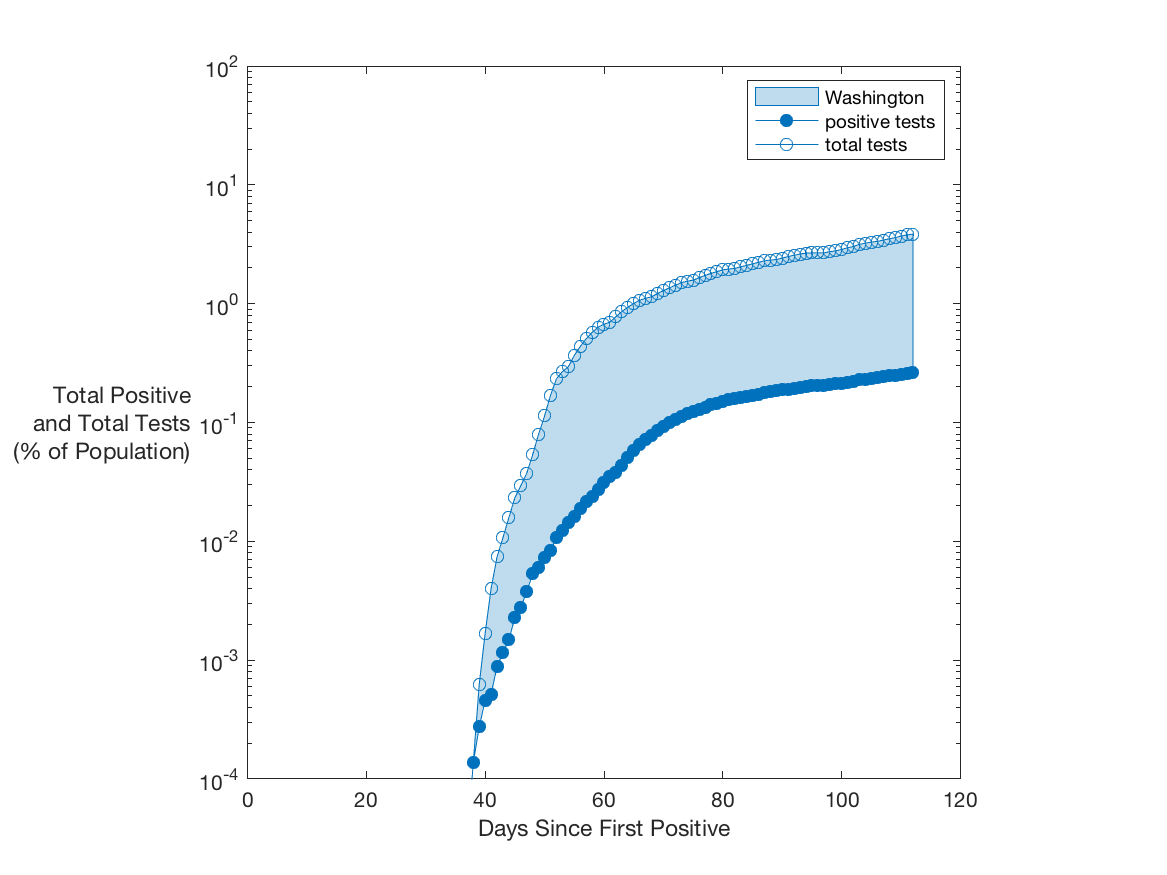 10^2
10^1
10^0
10^-1
10^-2
10^-3
10^-4
Total Positive
and Total Tests
(% of Population)
Washington
positive tests
total tests
0
20
40
60
80
100
120
Days Since First Positive